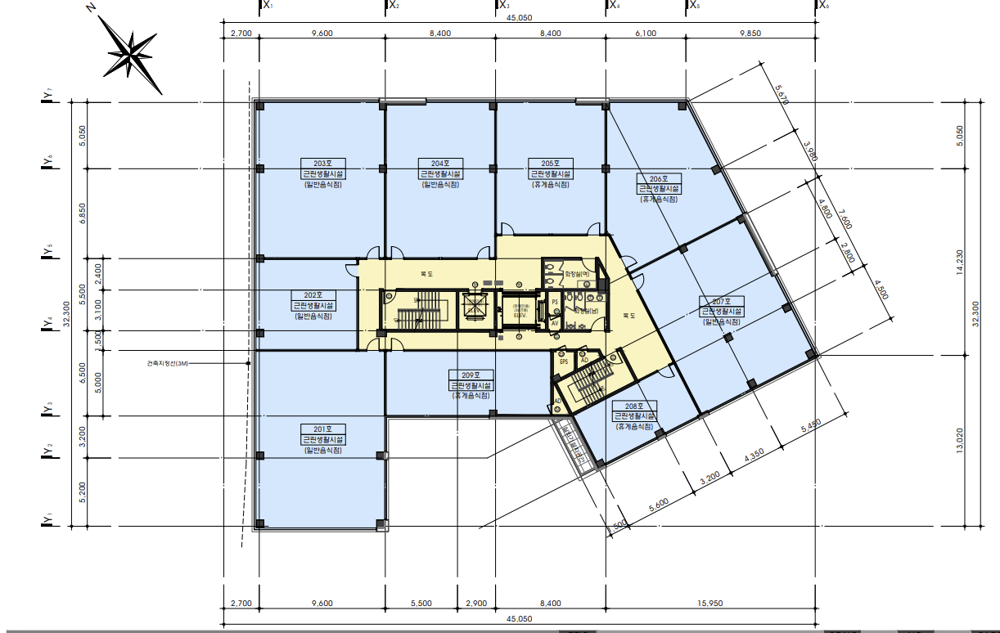 N
X1
X2
X3
X4
X5
X6
45,050
2,700
9,600
8,400
8,400
6,100
9,850
Y7
Y6
Y5
Y4
Y3
Y2
Y1
32,300
5,050
6,850
5,500
6,500
3,200
5,200
2,400
3,100
1,500
5,000
건축지정선(3M)
203호
근린생활시설
(일반음식점)
204호
근린생활시설
(일반음식점)
205호
근린생활시설
(휴게음식점)
206호
근린생활시설
(휴게음식점)
202호
근린생활시설
(일반음식점)
207호
근린생활시설
(일반음식점)
209호
근린생활시설
(휴게음식점)
208호
근린생활시설
(휴게음식점)
201호
근린생활시설
(일반음식점)
복도
화장실(여)
화장실(남)
복도
ELEV.
ELEV.
PS
AV
EPS
AD
AD
5,670
3,980
4,800
7,600
2,800
4,500
5,450
4,350
3,200
5,600
1,500
5,050
14,230
13,020
32,300
2,700
9,600
5,500
2,900
8,400
15,950
45,050